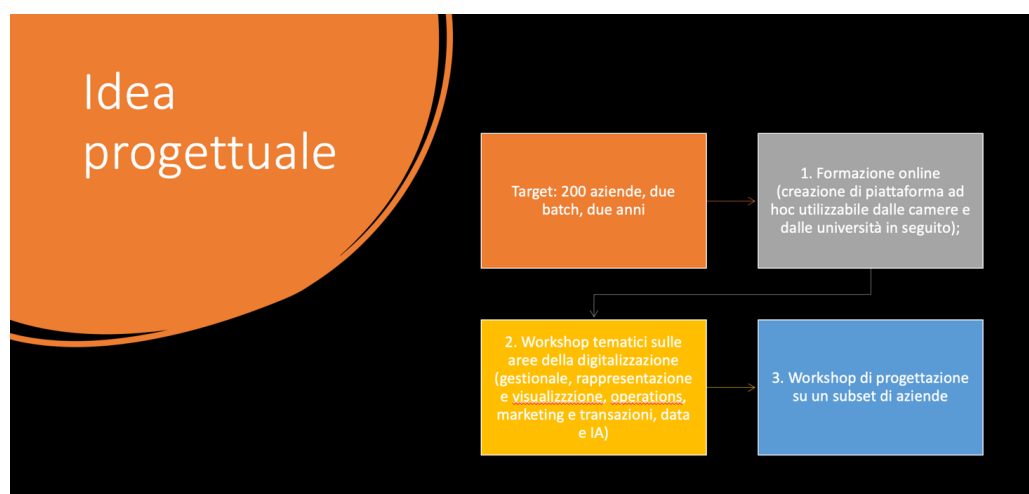 Idea
progettuale
Target: 200 aziende, due
batch, due anni
1. Formazione online
(creazione di piattaforma ad
hoc utilizzabile dalle camere e
dalle università in seguito);
2. Workshop tematici sulle
aree della digitalizzazione
(gestionale, rappresentazione
e visualizzzione, operations,
marketing e transazioni, data
e IA)
3. Workshop di progettazione
su un subset di aziende